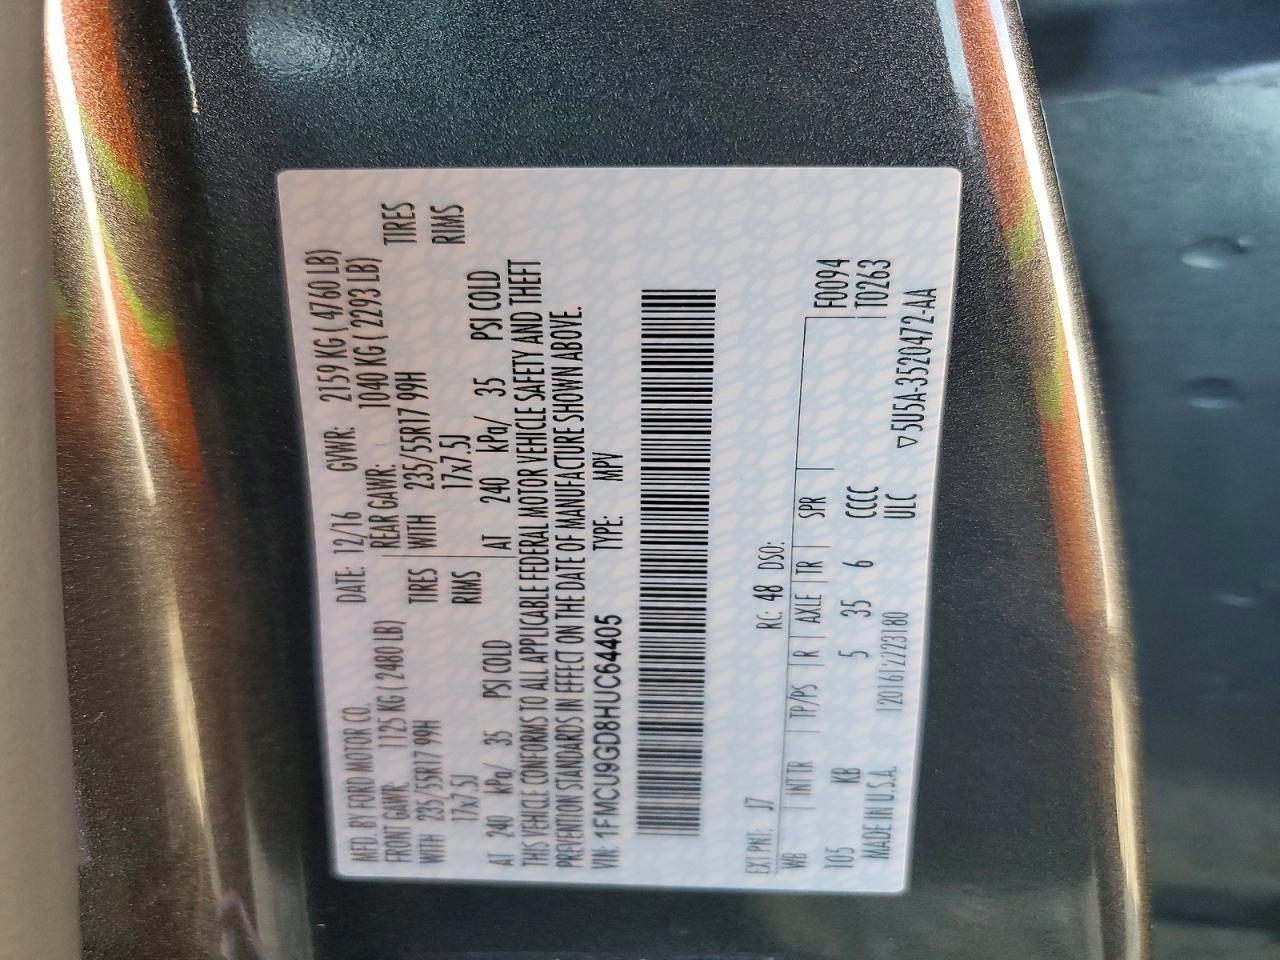 MFD. BY FORD MOTOR CO.
DATE: 12/16 GVWR: 2159 KG ( 4760 LB)
FRONT GAWR: 1125 KG ( 2480 LB) REAR GAWR: 1040 KG ( 2293 LB)
WITH 235/55R17 99H TIRES WITH 235/55R17 99H TIRES
17x7.5J RIMS 17x7.5J RIMS
AT 240 kPa/ 35 PSI COLD AT 240 kPa/ 35 PSI COLD
THIS VEHICLE CONFORMS TO ALL APPLICABLE FEDERAL MOTOR VEHICLE SAFETY AND THEFT
PREVENTION STANDARDS IN EFFECT ON THE DATE OF MANUFACTURE SHOWN ABOVE.
VIN: 1FMCU9GD8HUC64405 TYPE: MPV
EXT PNT: J7 RC: 48 DSO:
WB INT TR TP/PS R AXLE TR SPR F0094
105 KB 5 35 6 CCCC T0263
MADE IN U.S.A. ULC
▽5U5A-3520472-AA